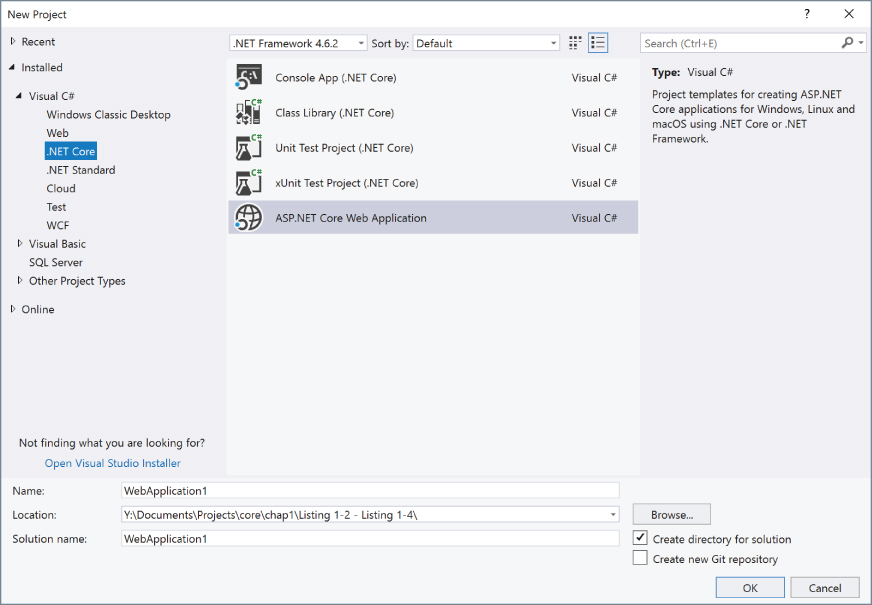 New Project
Recent
.NET Framework 4.6.2 Sort by: Default
Search (Ctrl+E)
Installed
Visual C#
Windows Classic Desktop
Web
.NET Core
.NET Standard
Cloud
Test
WCF
Visual Basic
SQL Server
Other Project Types
Online
Not finding what you are looking for?
Open Visual Studio Installer
Console App (.NET Core) Visual C#
Class Library (.NET Core) Visual C#
Unit Test Project (.NET Core) Visual C#
xUnit Test Project (.NET Core) Visual C#
ASP.NET Core Web Application Visual C#
Type: Visual C#
Project templates for creating ASP.NET
Core applications for Windows, Linux and
macOS using .NET Core or .NET
Framework.
Name: WebApplication1
Location: Y:\Documents\Projects\core\chap1\Listing 1-2 - Listing 1-4\ Browse...
Solution name: WebApplication1
Create directory for solution
Create new Git repository
OK Cancel